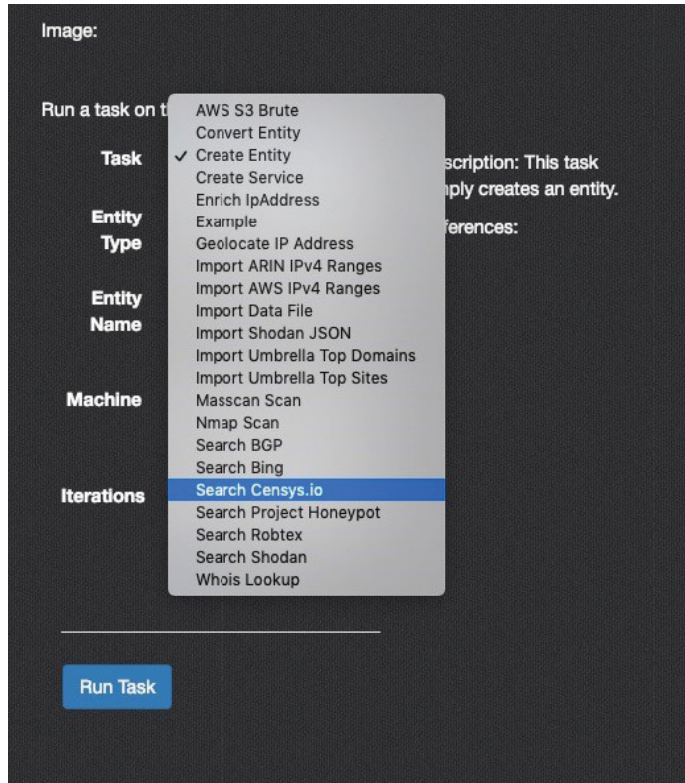 Image:
Run a task on t
Task
Entity
Type
Entity
Name
Machine
Iterations
AWS S3 Brute
Convert Entity
✓ Create Entity
Create Service
Enrich IpAddress
Example
Geolocate IP Address
Import ARIN IPv4 Ranges
Import AWS IPv4 Ranges
Import Data File
Import Shodan JSON
Import Umbrella Top Domains
Import Umbrella Top Sites
Masscan Scan
Nmap Scan
Search BGP
Search Bing
Search Censys.io
Search Project Honeypot
Search Robtex
Search Shodan
Whois Lookup
scription: This task
ply creates an entity.
ferences:
Run Task